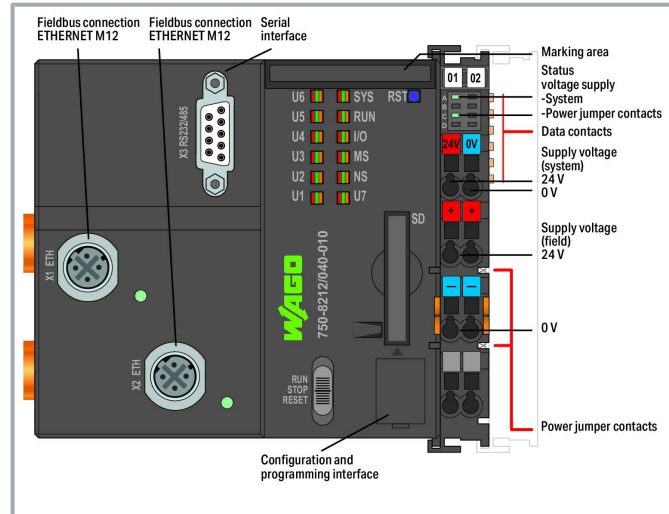 Fieldbus connection
ETHERNET M12
Fieldbus connection
ETHERNET M12
Serial
interface
Marking area
01 02
Status
voltage supply
-System
-Power jumper contacts
Data contacts
A
B
C
D
X3 RS232/485
U6 SYS RST
U5 RUN
U4 I/O
U3 MS
U2 NS
U1 U7
24V 0V
Supply voltage
(system)
24 V
0 V
SD
+ +
Supply voltage
(field)
24 V
X1 ETH
WAGO
750-8212/040-010
— —
0 V
X2 ETH
RUN
STOP
RESET
Power jumper contacts
Configuration and
programming interface